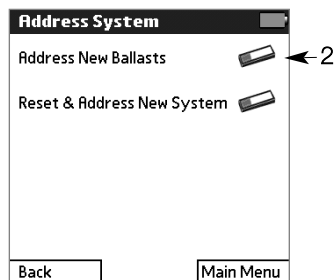 Address System
Address New Ballasts
2
Reset & Address New System
Back
Main Menu